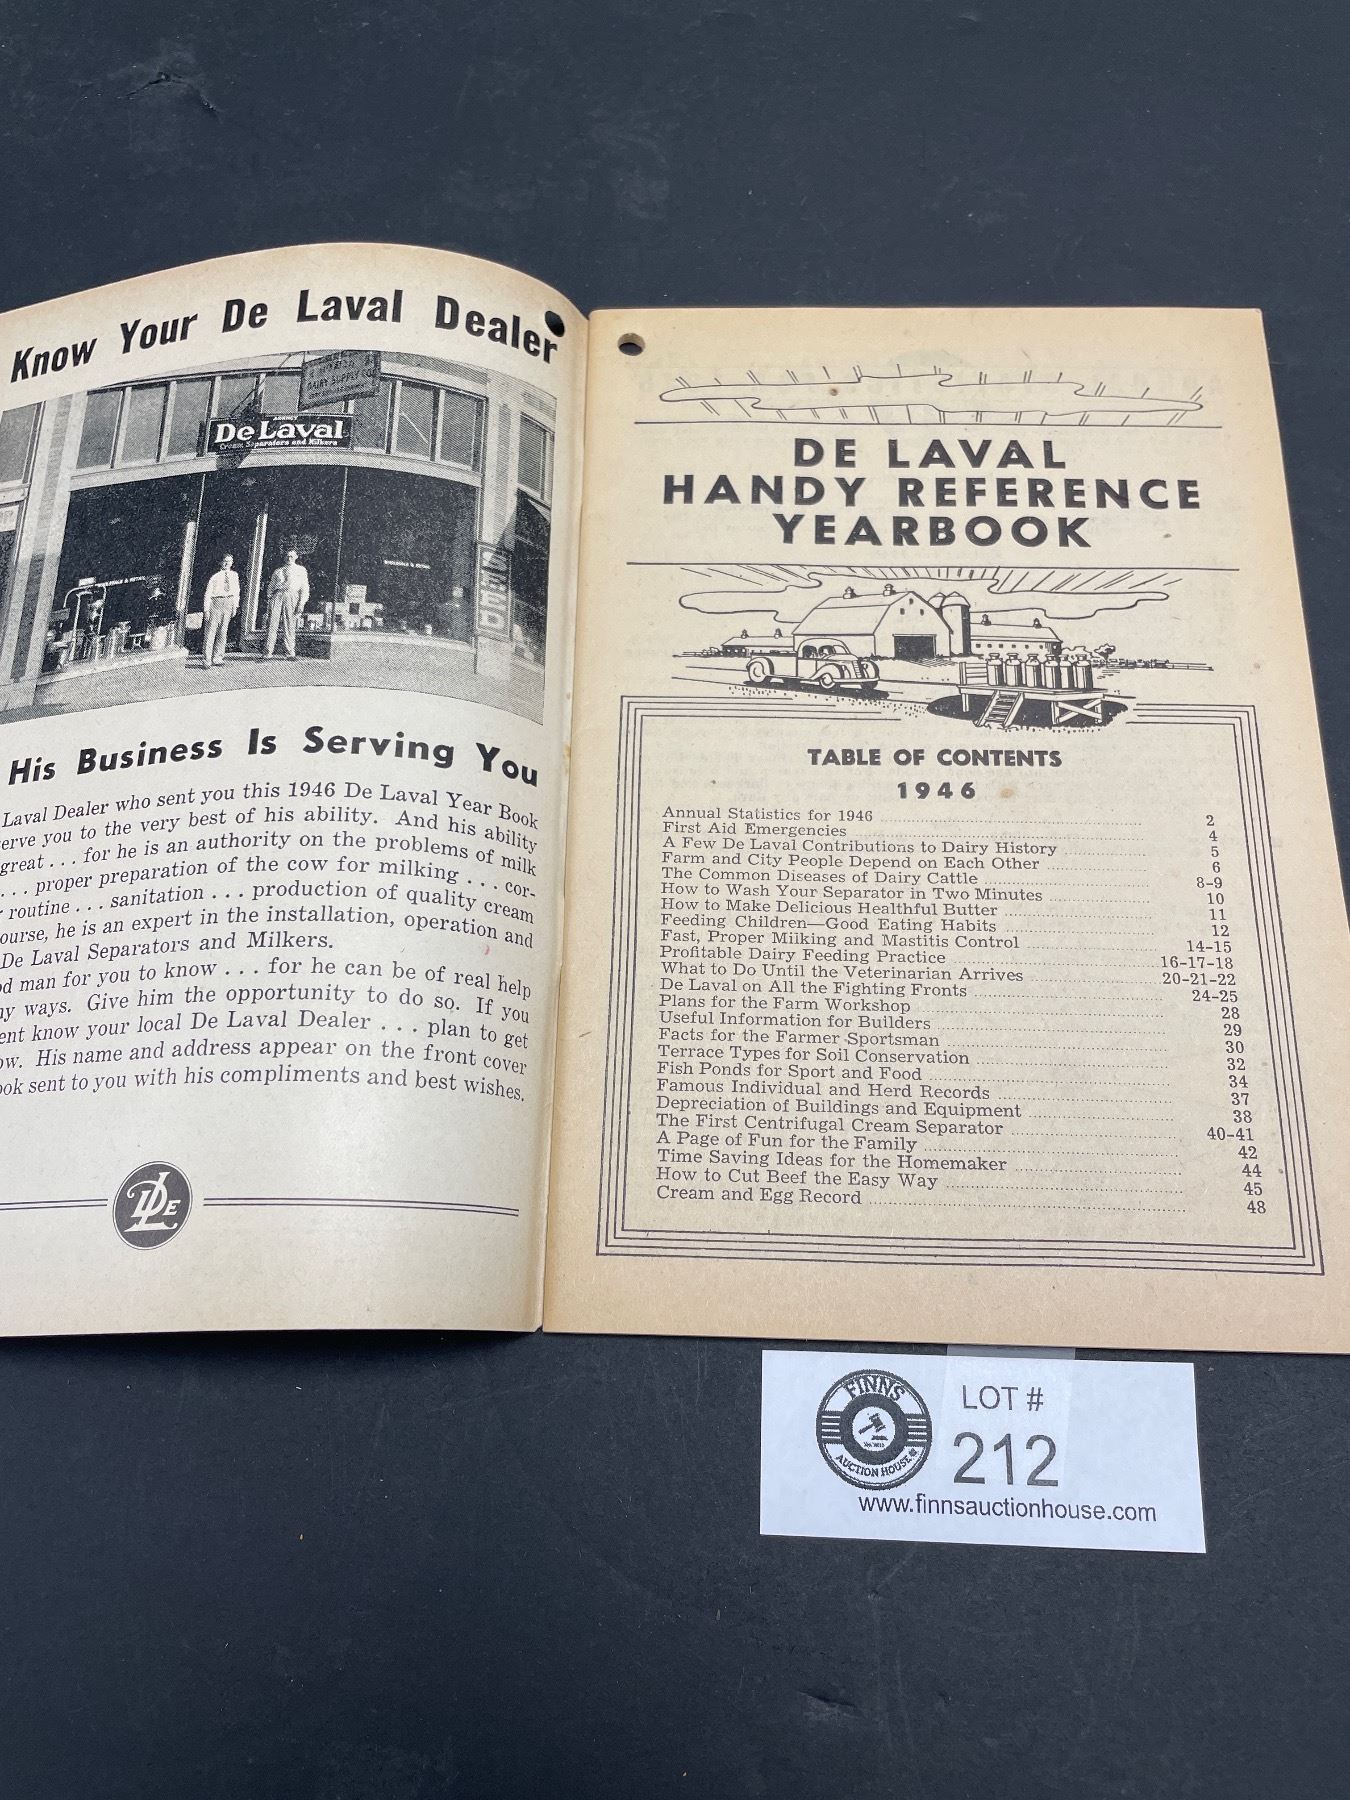 Know Your De Laval Dealer
DAIRY SUPPLY CO.
AGENCY
De Laval
Cream Separators and Milkers
WHOLESALE & RETAIL
WHOLESALE & RETAIL
His Business Is Serving You
Laval Dealer who sent you this 1946 De Laval Year Book
you to the very best of his ability. And his ability
great . . . for he is an authority on the problems of milk
. . . proper preparation of the cow for milking . . . cor-
routine . . . sanitation . . . production of quality cream
he is an expert in the installation, operation and
De Laval Separators and Milkers.
man for you to know . . . for he can be of real help
ways. Give him the opportunity to do so. If you
know your local De Laval Dealer . . . plan to get
His name and address appear on the front cover
sent to you with his compliments and best wishes.
DE LAVAL
HANDY REFERENCE
YEARBOOK
TABLE OF CONTENTS
1946
Annual Statistics for 1946 2
First Aid Emergencies 4
A Few De Laval Contributions to Dairy History 5
Farm and City People Depend on Each Other 6
The Common Diseases of Dairy Cattle 8-9
How to Wash Your Separator in Two Minutes 10
How to Make Delicious Healthful Butter 11
Feeding Children—Good Eating Habits 12
Fast, Proper Milking and Mastitis Control 14-15
Profitable Dairy Feeding Practice 16-17-18
What to Do Until the Veterinarian Arrives 20-21-22
De Laval on All the Fighting Fronts 24-25
Plans for the Farm Workshop 28
Useful Information for Builders 29
Facts for the Farmer Sportsman 30
Terrace Types for Soil Conservation 32
Fish Ponds for Sport and Food 34
Famous Individual and Herd Records 37
Depreciation of Buildings and Equipment 38
The First Centrifugal Cream Separator 40-41
A Page of Fun for the Family 42
Time Saving Ideas for the Homemaker 44
How to Cut Beef the Easy Way 45
Cream and Egg Record 48
FINNS
AUCTION HOUSE
LOT #
212
www.finnsauctionhouse.com